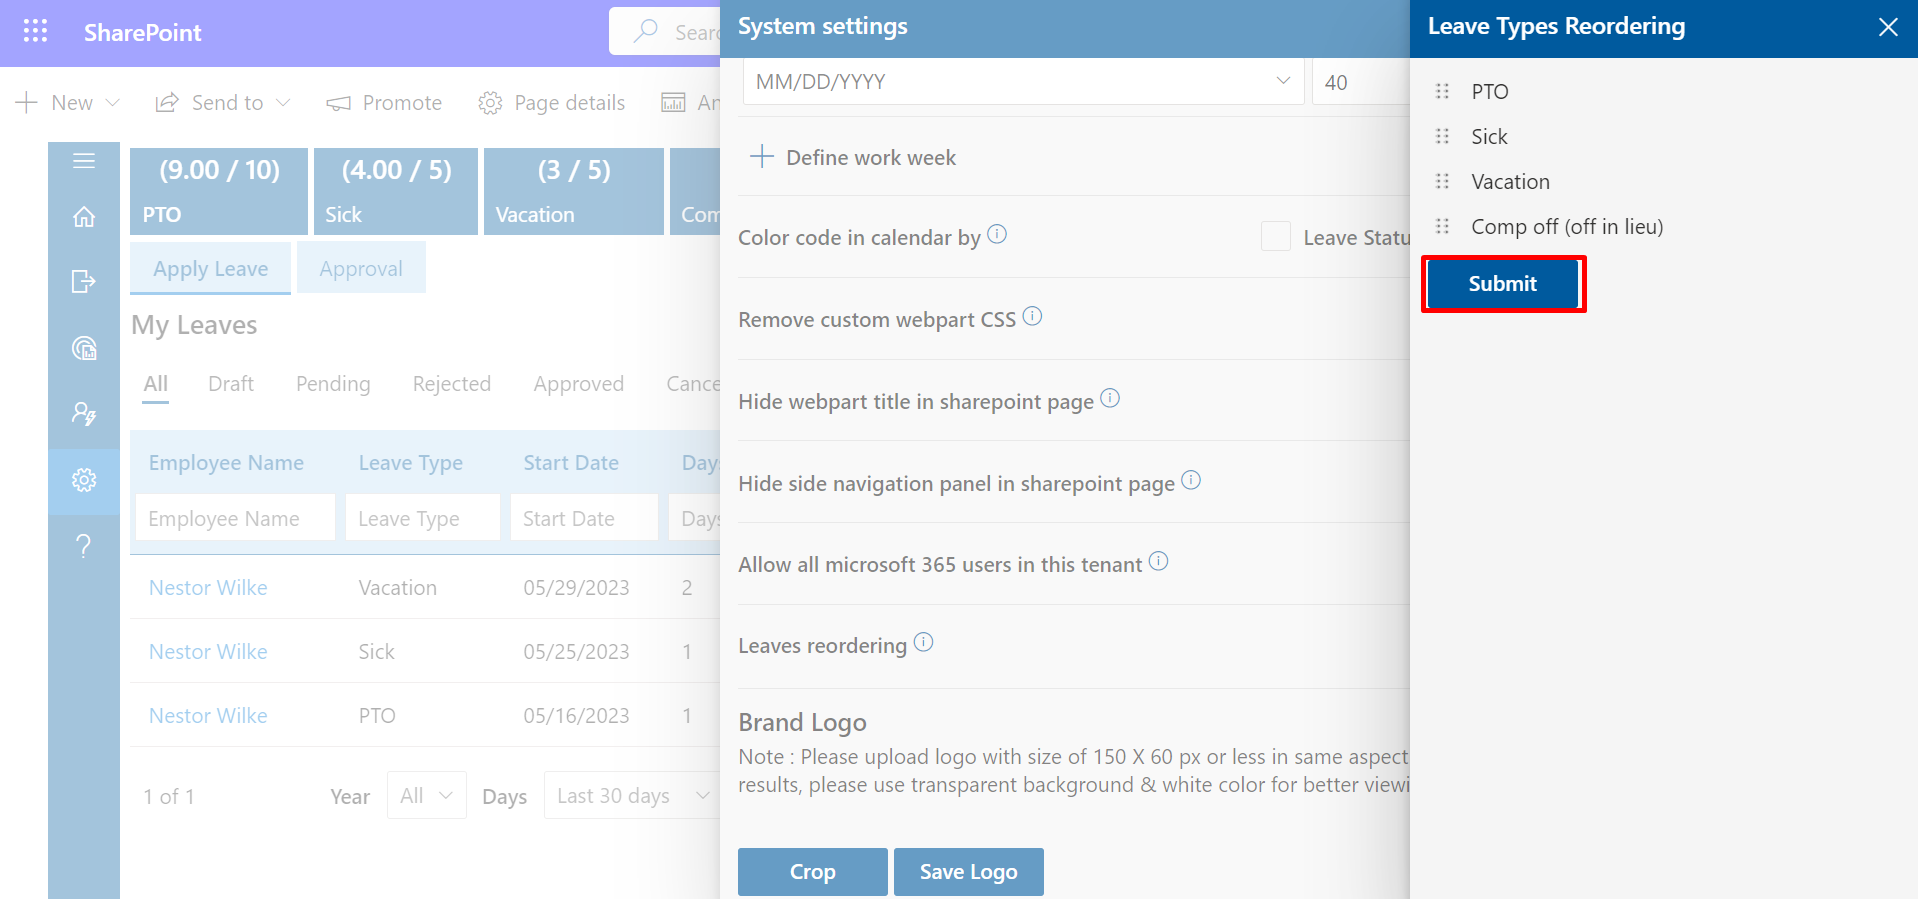 SharePoint
Sear
New
Send to
Promote
Page details
An
(9.00 / 10)
PTO
(4.00 / 5)
Sick
(3 / 5)
Vacation
Com
Apply Leave
Approval
My Leaves
All
Draft
Pending
Rejected
Approved
Cance
Employee Name
Leave Type
Start Date
Days
Employee Name
Leave Type
Start Date
Days
Nestor Wilke
Vacation
05/29/2023
2
Nestor Wilke
Sick
05/25/2023
1
Nestor Wilke
PTO
05/16/2023
1
1 of 1
Year
All
Days
Last 30 days
System settings
MM/DD/YYYY
40
Define work week
Color code in calendar by
Leave Statu
Remove custom webpart CSS
Hide webpart title in sharepoint page
Hide side navigation panel in sharepoint page
Allow all microsoft 365 users in this tenant
Leaves reordering
Brand Logo
Note : Please upload logo with size of 150 X 60 px or less in same aspect
results, please use transparent background & white color for better viewi
Crop
Save Logo
Leave Types Reordering
PTO
Sick
Vacation
Comp off (off in lieu)
Submit